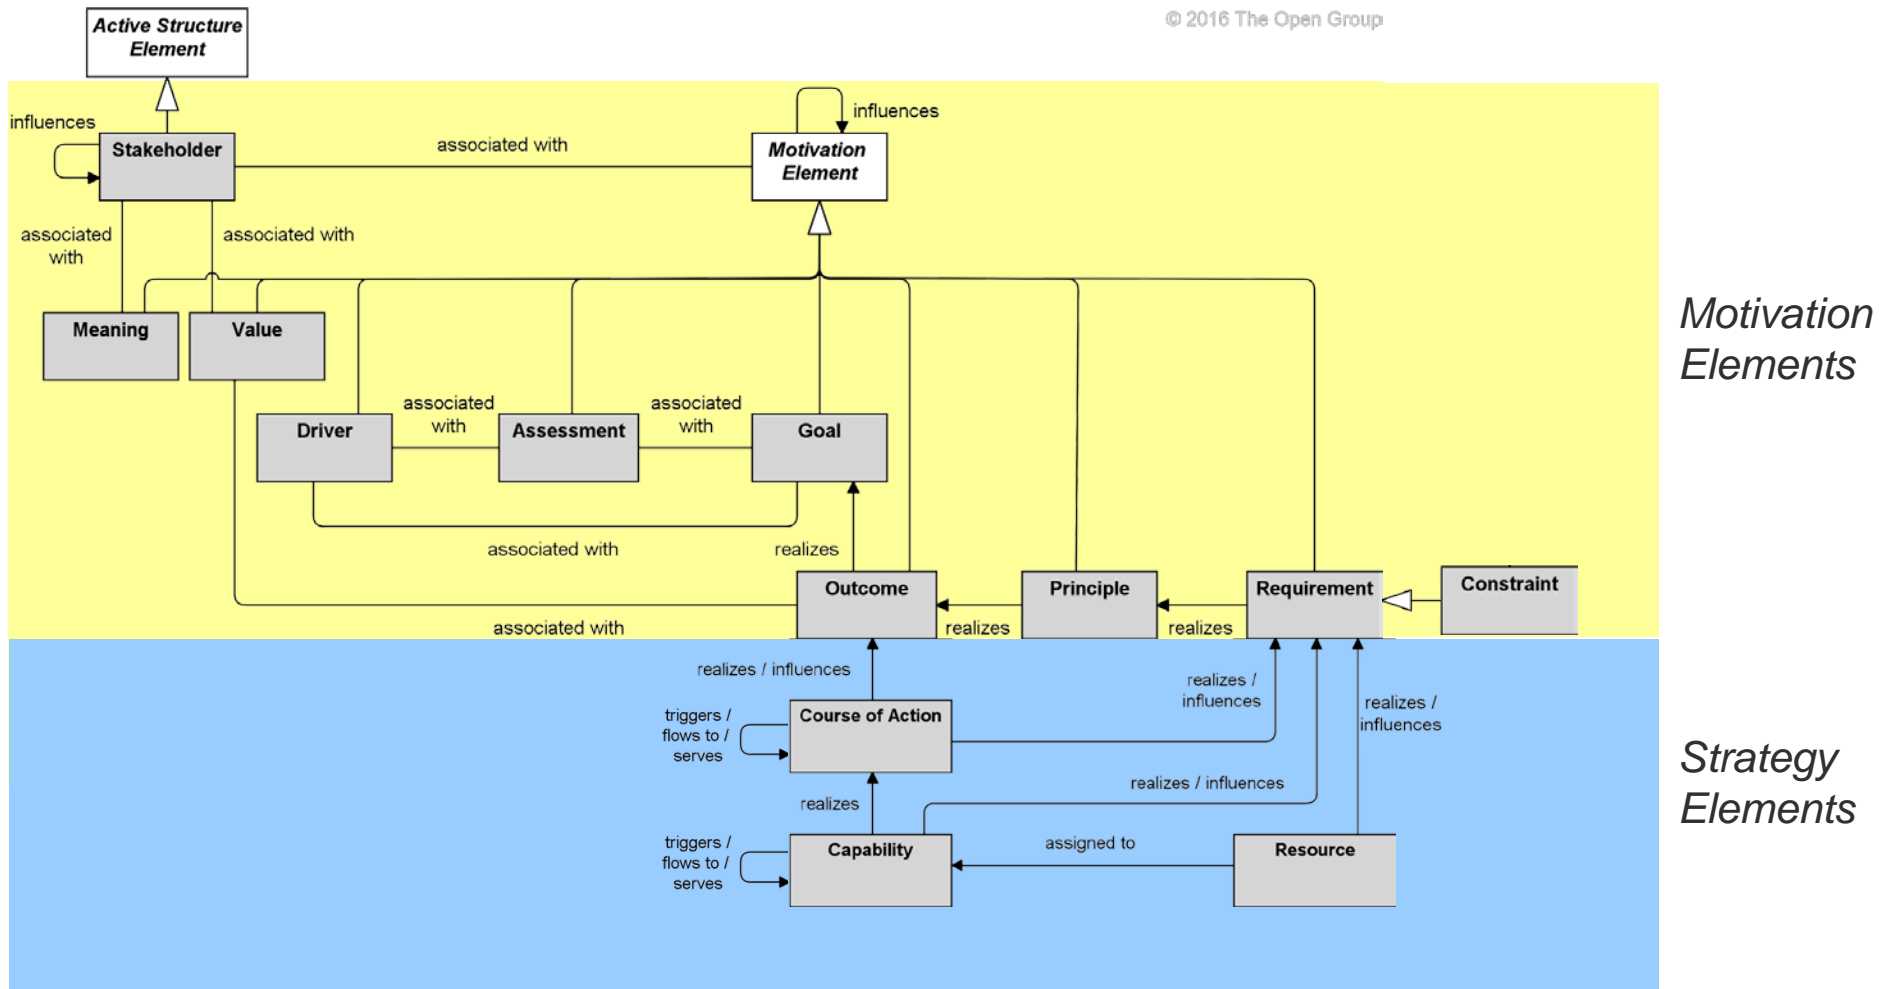 © 2016 The Open Group
Active Structure
Element
influences
Stakeholder
associated with
influences
Motivation
Element
associated
with
associated with
Meaning
Value
Motivation
Elements
Driver
associated
with
Assessment
associated
with
Goal
associated with
realizes
Outcome
Principle
Requirement
Constraint
associated with
realizes
realizes
realizes / influences
realizes /
influences
realizes /
influences
triggers /
flows to /
serves
Course of Action
Strategy
Elements
realizes
realizes / influences
triggers /
flows to /
serves
Capability
assigned to
Resource